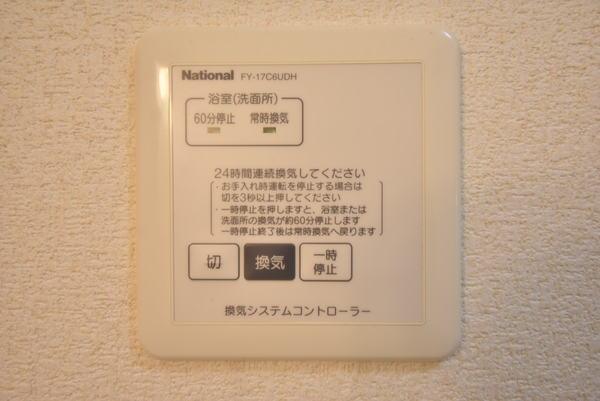 National FY-17C6UDH
浴室(洗面所)
60分停止 常時換気
24時間連続換気してください
・お手入れ時運転を停止する場合は
切を3秒以上押してください
・一時停止を押しますと、浴室または
洗面所の換気が約60分停止します
一時停止終了後は常時換気へ戻ります
切 換気 一時
停止
換気システムコントローラー